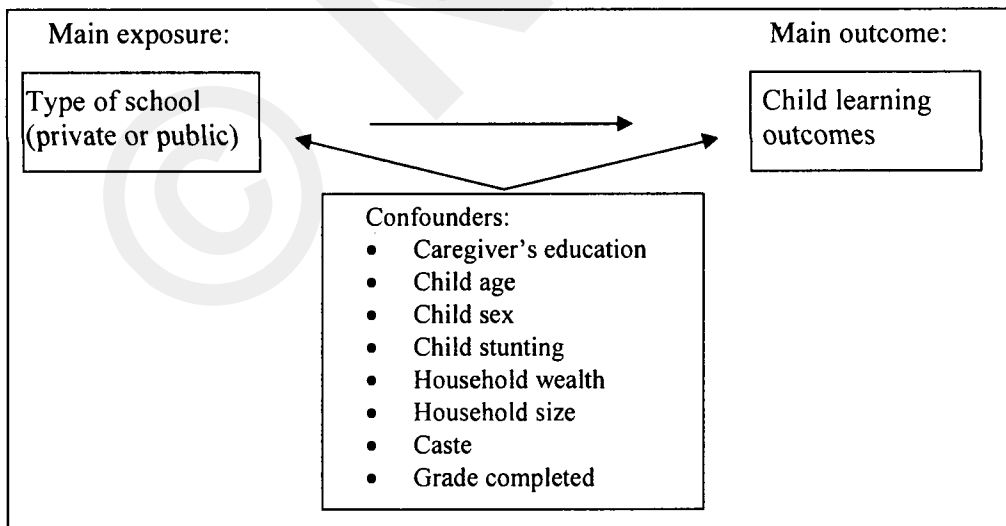 Main exposure:
Main outcome:
Type of school
(private or public)
Child learning
outcomes
Confounders:
• Caregiver's education
• Child age
• Child sex
• Child stunting
• Household wealth
• Household size
• Caste
• Grade completed